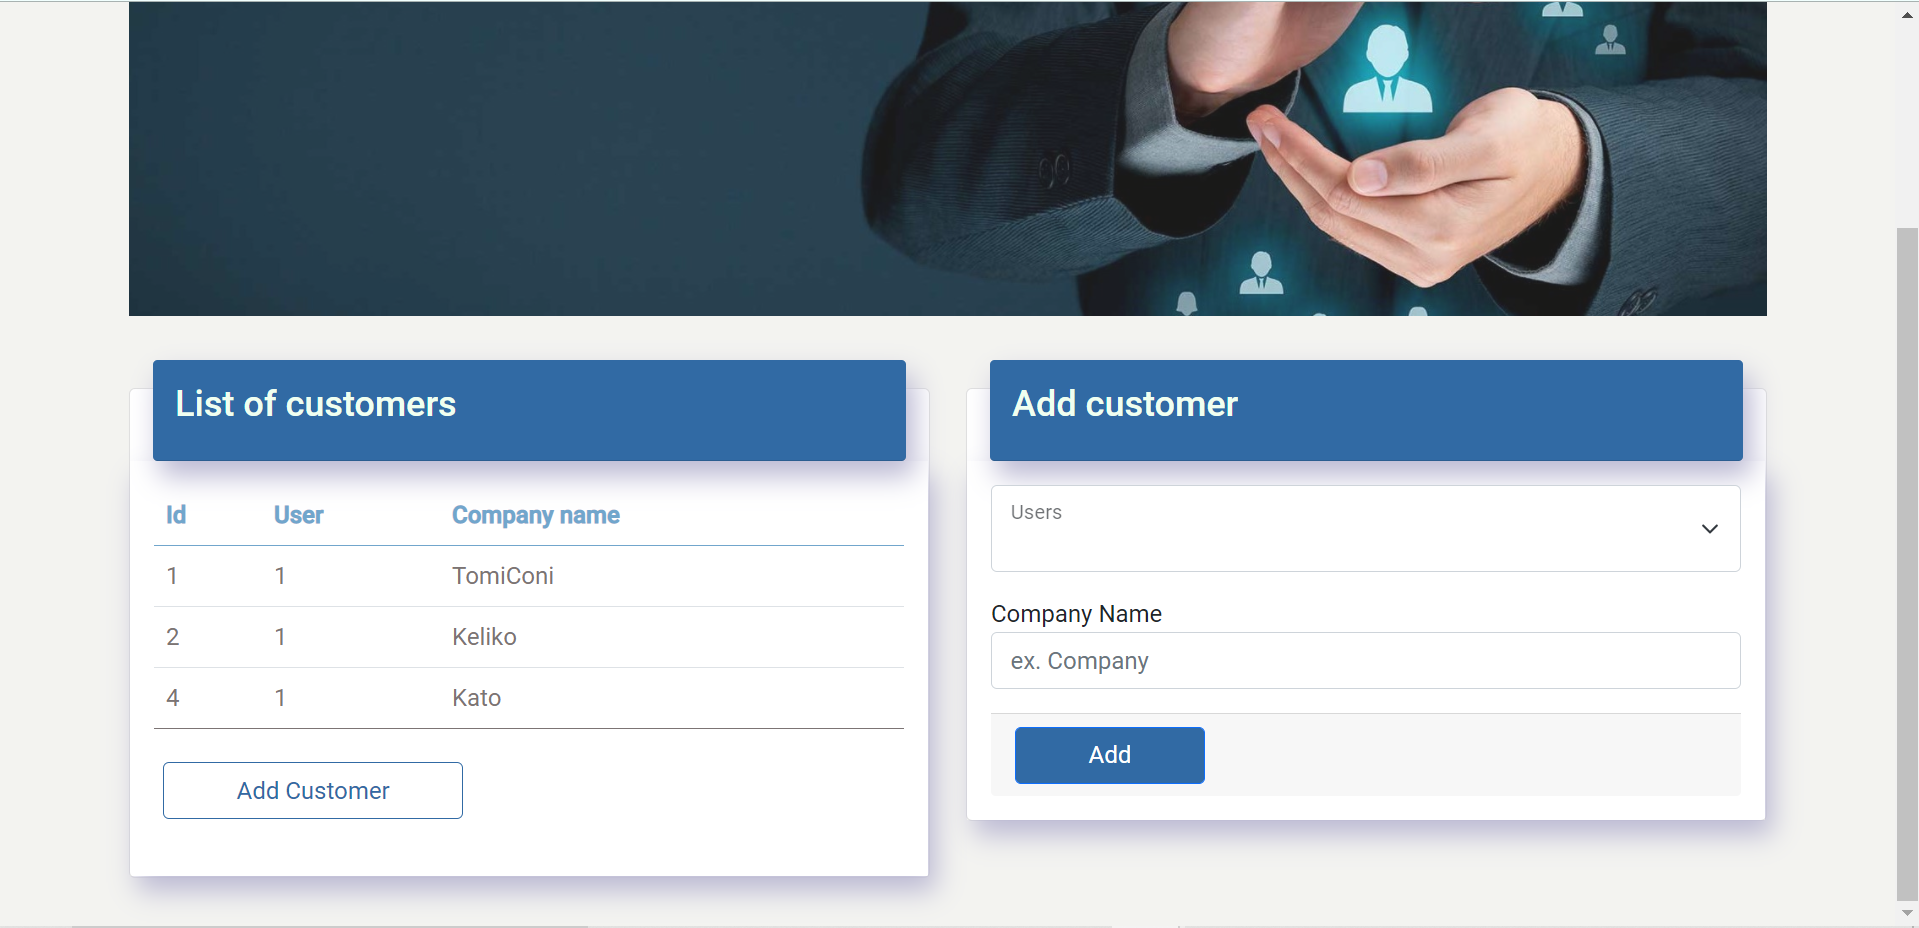 List of customers
Id User Company name
1 1 TomiConi
2 1 Keliko
4 1 Kato
Add Customer
Add customer
Users
Company Name
ex. Company
Add